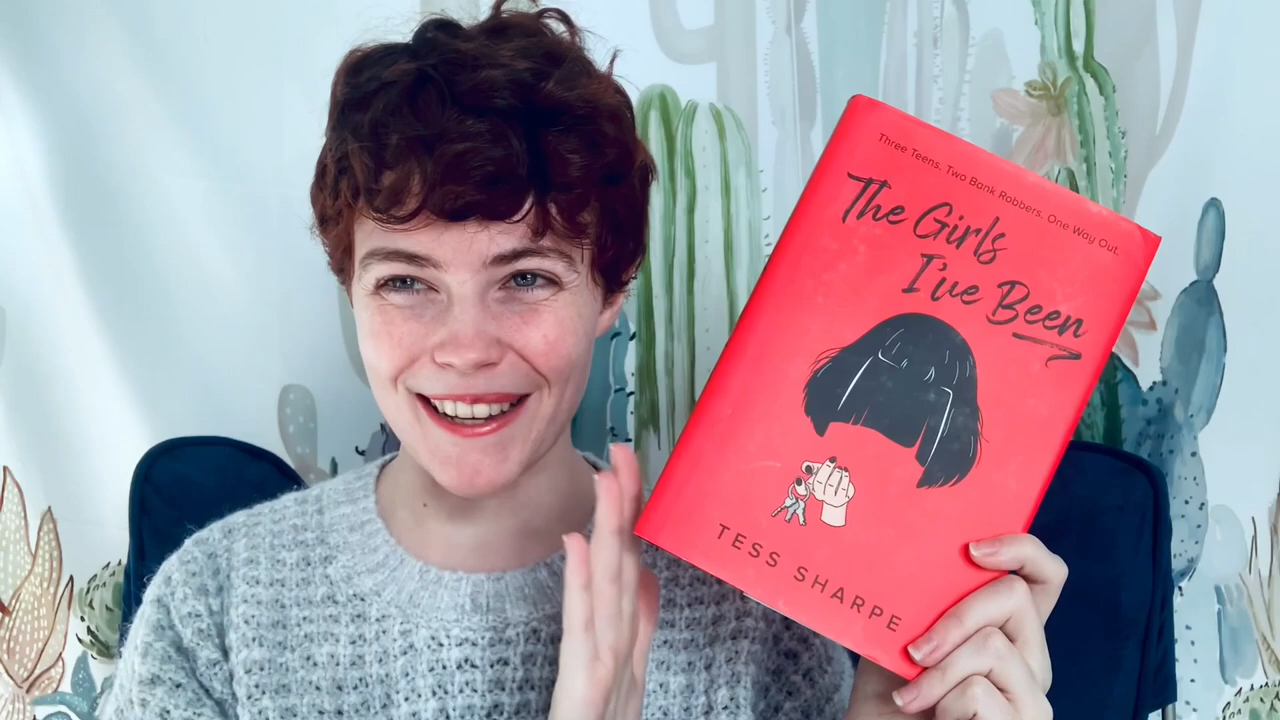 Three Teens. Two Bank Robbers. One Way Out.
The Girls
I've Been
TESS SHARPE